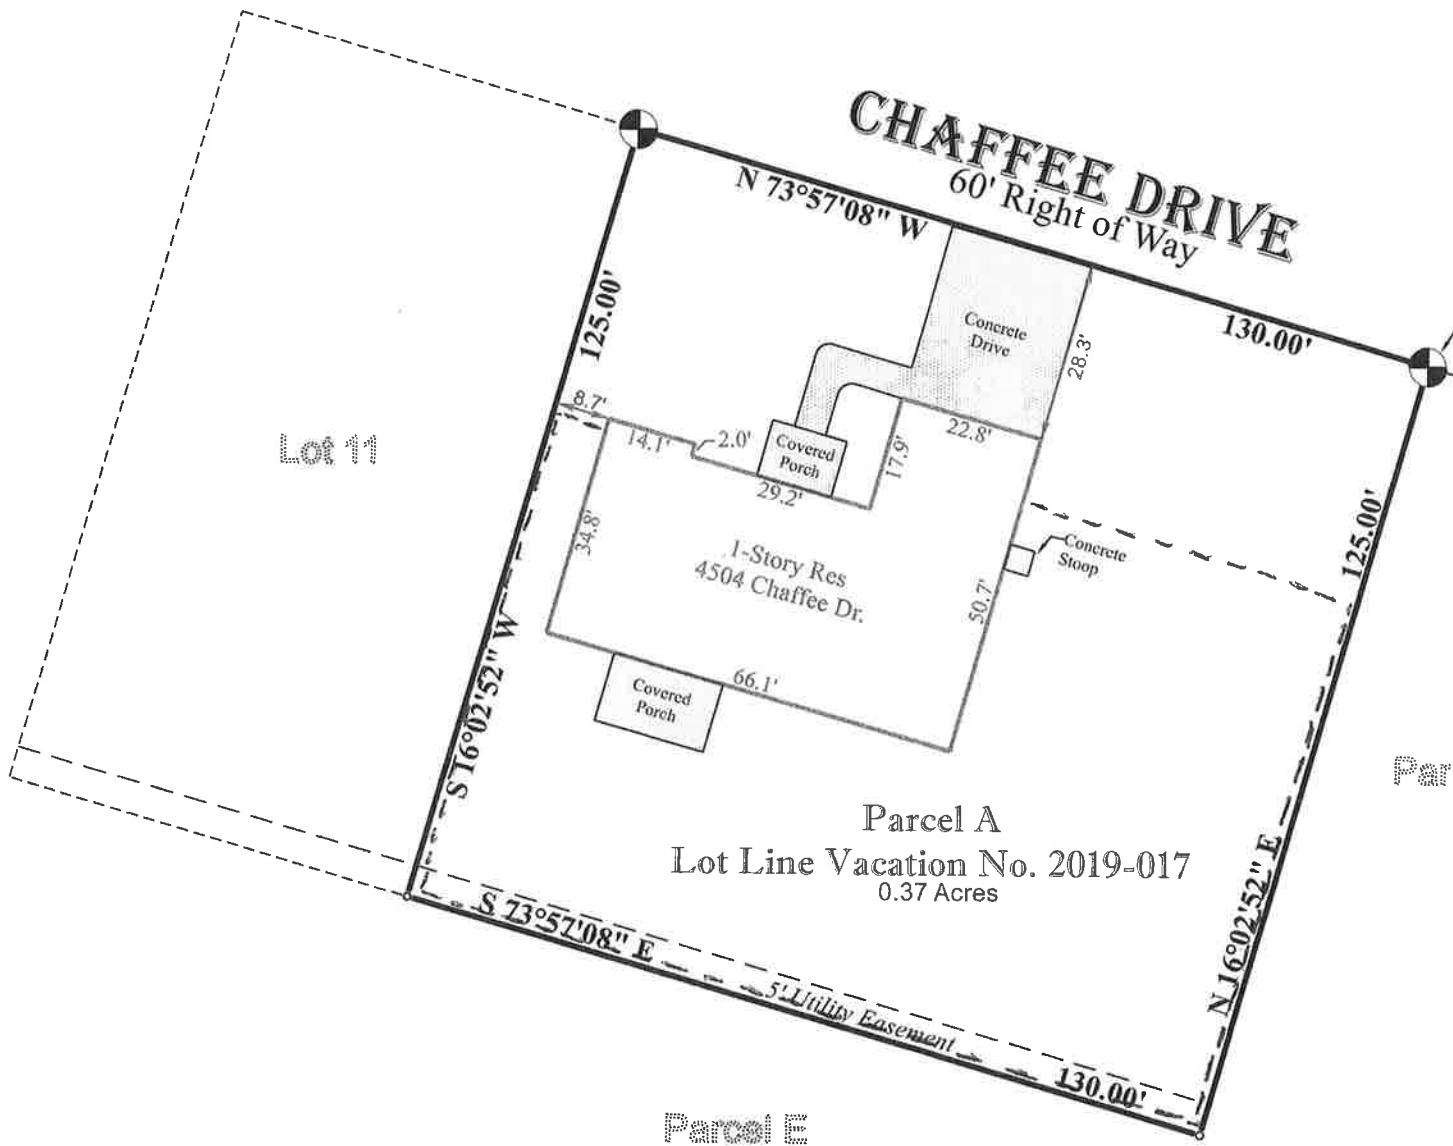 CHAFFEE DRIVE
60' Right of Way
N 73°57'08" W
130.00'
125.00'
Concrete
Drive
28.3'
8.7'
14.1'
2.0'
Covered
Porch
29.2'
17.9'
22.8'
Lot 11
34.8'
1-Story Res
4504 Chaffee Dr.
Concrete
Stoop
50.7'
125.00'
S 16°02'52" W
66.1'
Covered
Porch
Par
Parcel A
Lot Line Vacation No. 2019-017
0.37 Acres
N 16°02'52" E
S 73°57'08" E
5' Utility Easement
130.00'
Parcel E